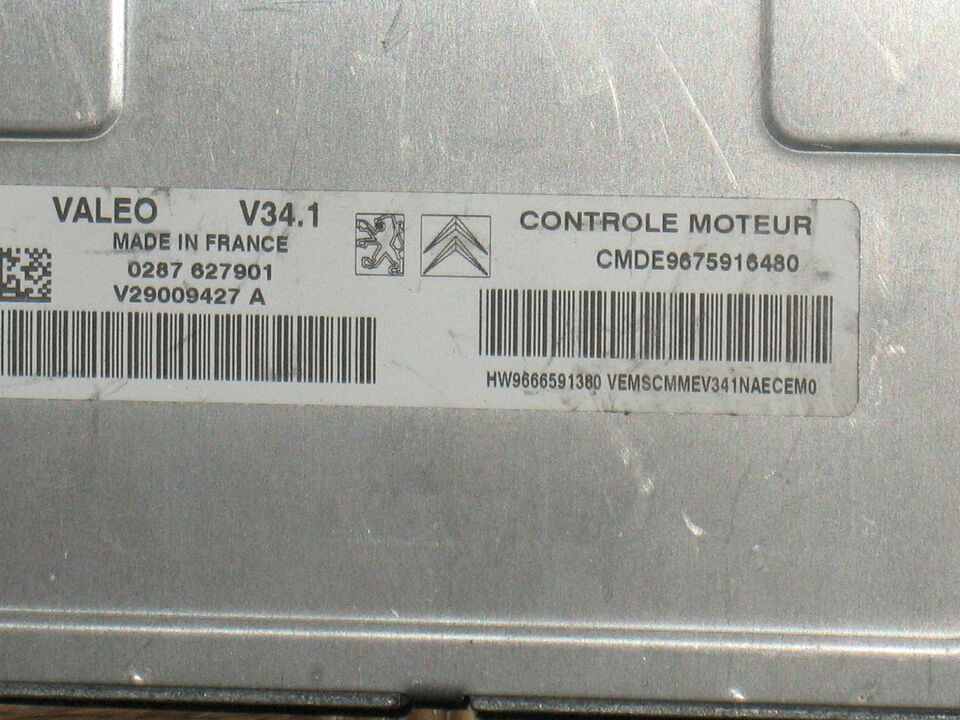 VALEO V34.1
MADE IN FRANCE
0287 627901
V29009427 A
CONTROLE MOTEUR
CMDE9675916480
HW9666591380 VEMSCMMEV341NAECEM0